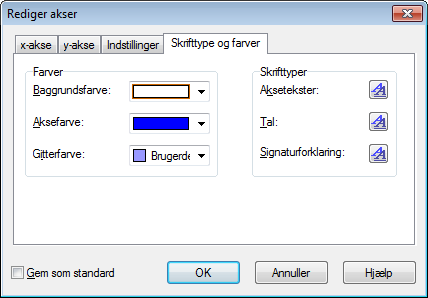 Rediger akser
x-akse y-akse Indstillinger Skrifttype og farver
Farver Skrifttyper
Baggrundsfarve: Aksetekster:
Aksefarve: Tal:
Gitterfarve: Brugerde Signaturforklaring:
Gem som standard OK Annuller Hjælp